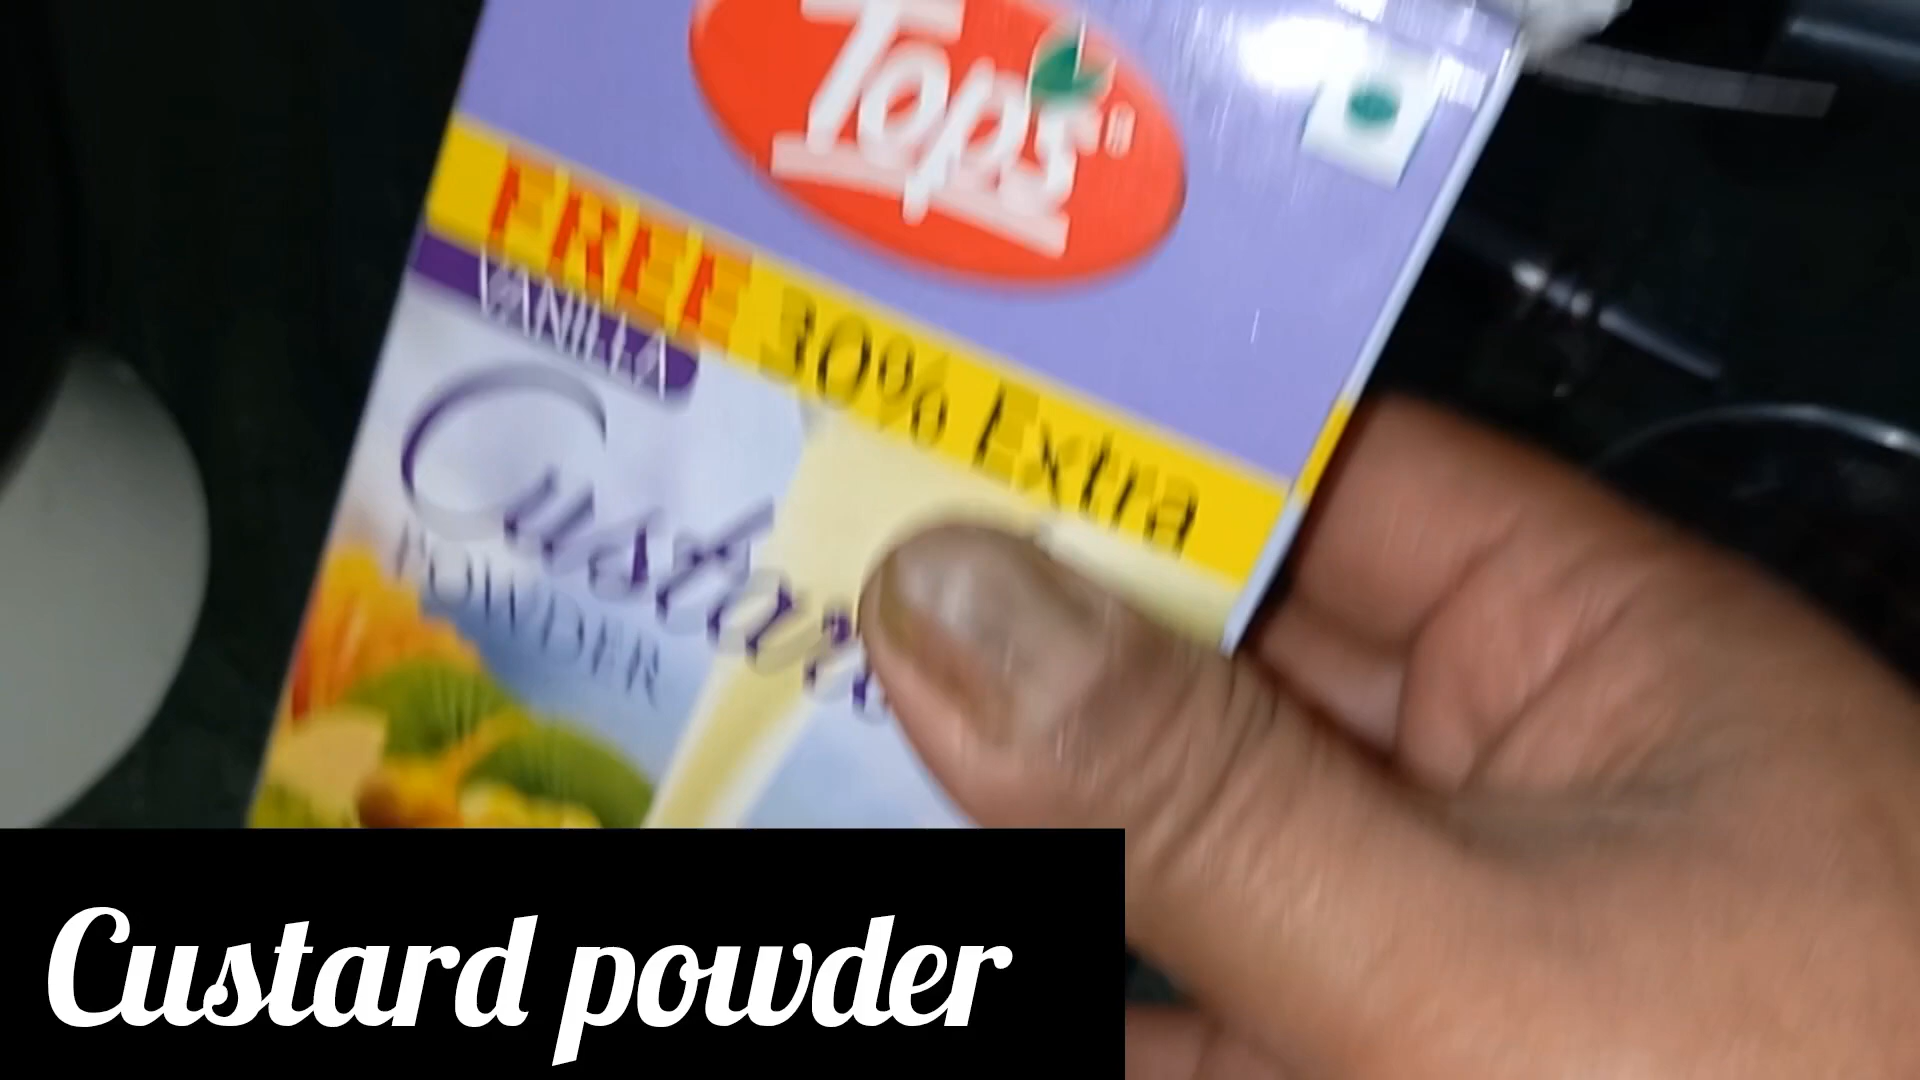 Tops®
FREE 30% Extra
VANILLA
Custard
POWDER
Custard powder